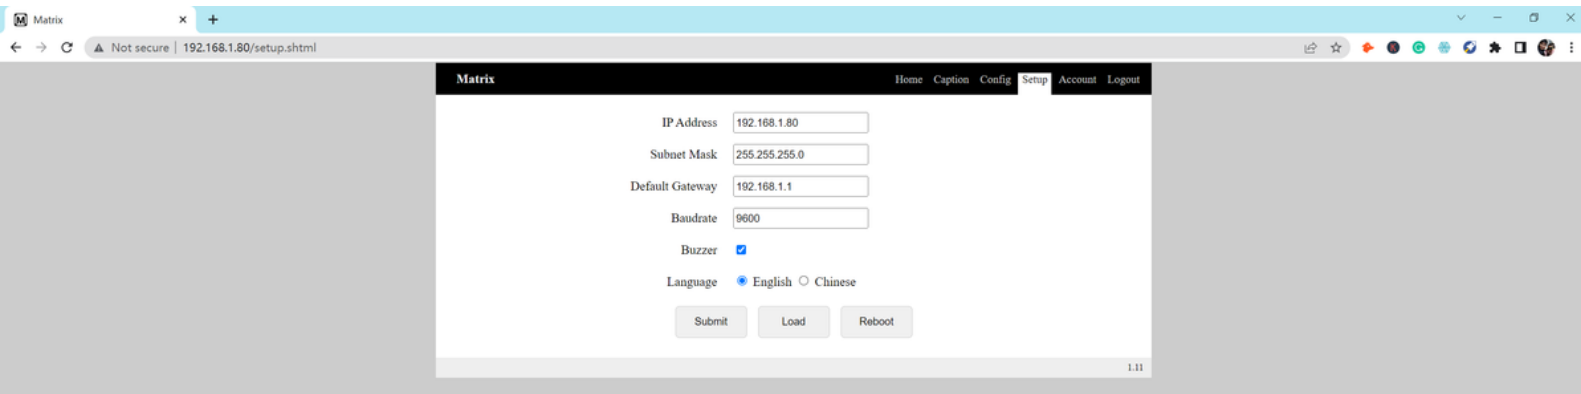 M Matrix
Not secure | 192.168.1.80/setup.shtml
Matrix Home Caption Config Setup Account Logout
IP Address 192.168.1.80
Subnet Mask 255.255.255.0
Default Gateway 192.168.1.1
Baudrate 9600
Buzzer
Language English Chinese
Submit Load Reboot
1.11